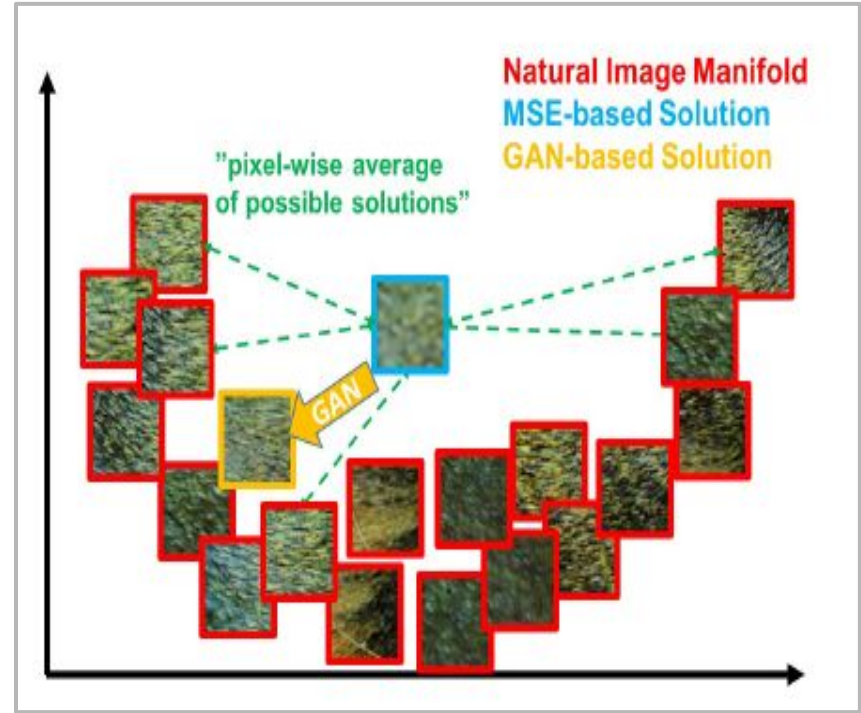 Natural Image Manifold
MSE-based Solution
GAN-based Solution
”pixel-wise average
of possible solutions”
GAN